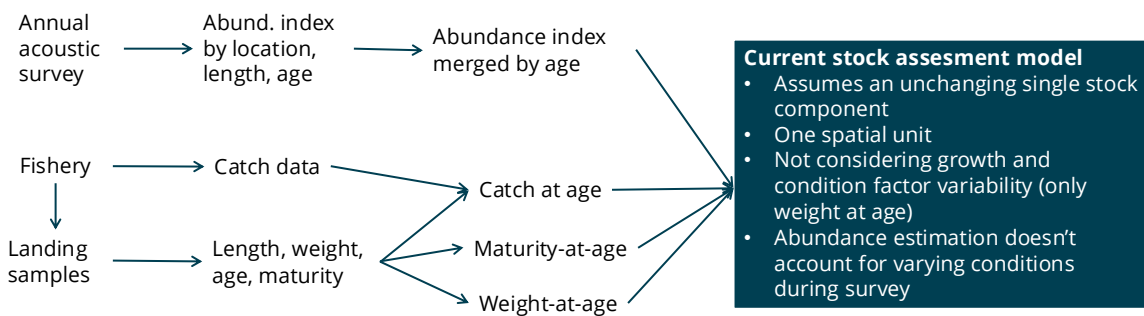 Annual
acoustic
survey
Abund. index
by location,
length, age
Abundance index
merged by age
Fishery
Catch data
Catch at age
Landing
samples
Length, weight,
age, maturity
Maturity-at-age
Weight-at-age
Current stock assesment model
• Assumes an unchanging single stock
component
• One spatial unit
• Not considering growth and
condition factor variability (only
weight at age)
• Abundance estimation doesn’t
account for varying conditions
during survey